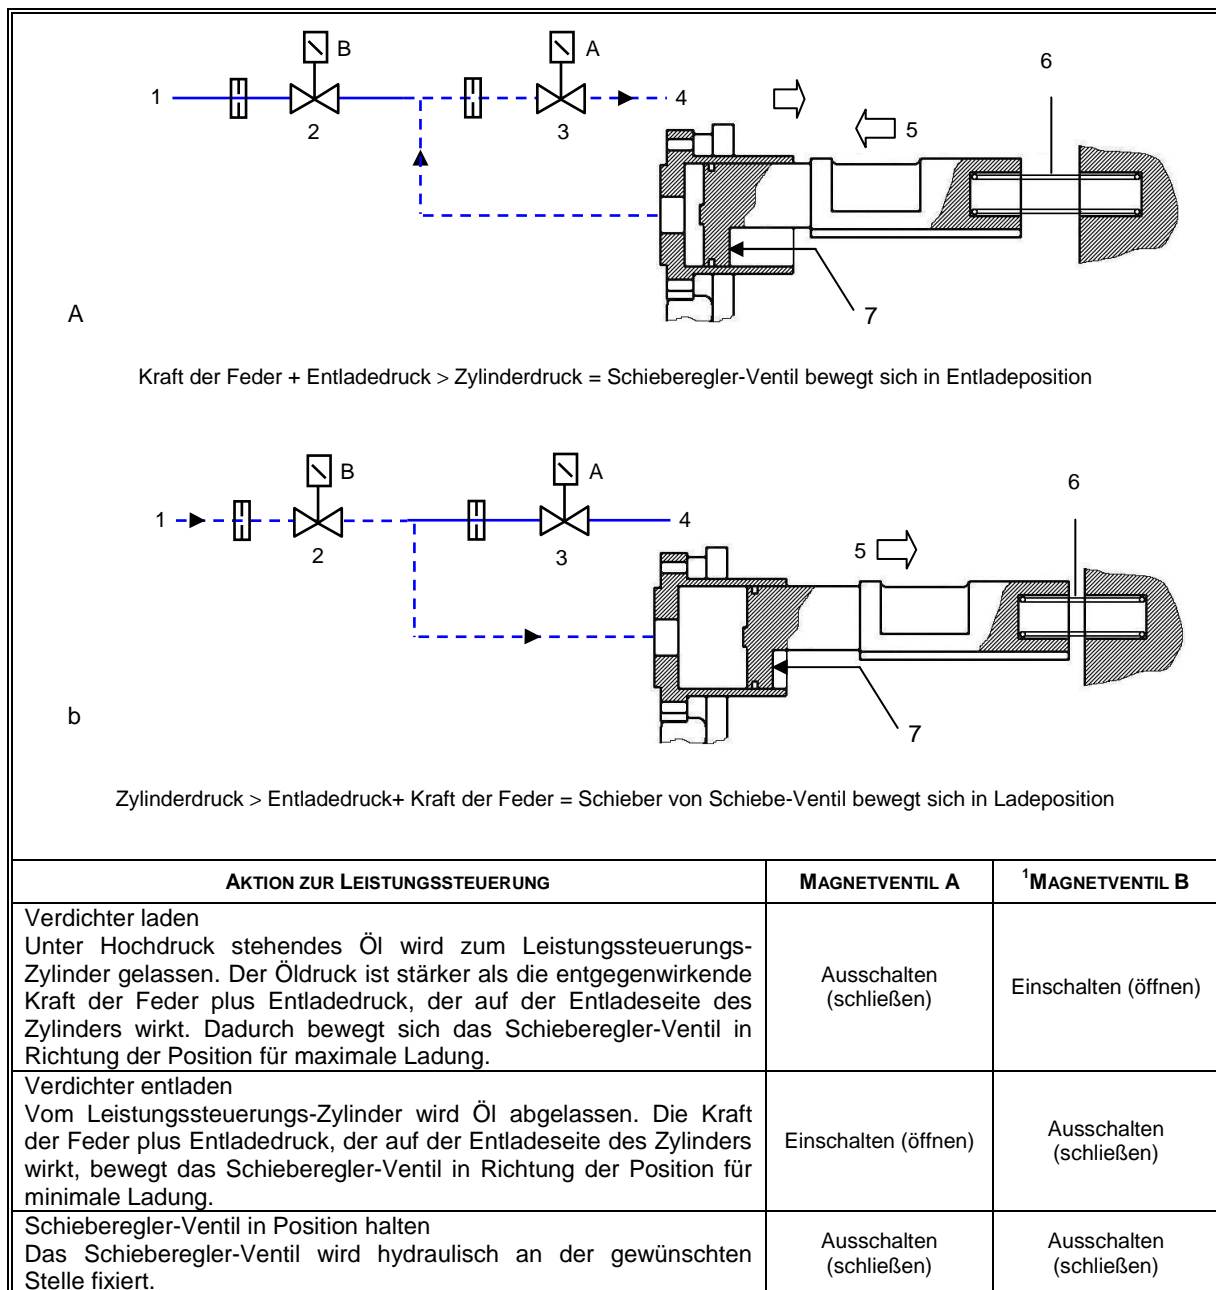 B
A
6
1
4
2
3
5
7
A
Kraft der Feder + Entladedruck > Zylinderdruck = Schieberegler-Ventil bewegt sich in Entladeposition
B
A
6
1
4
2
3
5
7
b
Zylinderdruck > Entladedruck+ Kraft der Feder = Schieber von Schiebe-Ventil bewegt sich in Ladeposition
AKTION ZUR LEISTUNGSSTEUERUNG
MAGNETVENTIL A
¹MAGNETVENTIL B
Verdichter laden
Unter Hochdruck stehendes Öl wird zum Leistungssteuerungs-
Zylinder gelassen. Der Öldruck ist stärker als die entgegenwirkende
Kraft der Feder plus Entladedruck, der auf der Entladeseite des
Zylinders wirkt. Dadurch bewegt sich das Schieberegler-Ventil in
Richtung der Position für maximale Ladung.
Ausschalten
(schließen)
Einschalten (öffnen)
Verdichter entladen
Vom Leistungssteuerungs-Zylinder wird Öl abgelassen. Die Kraft
der Feder plus Entladedruck, der auf der Entladeseite des Zylinders
wirkt, bewegt das Schieberegler-Ventil in Richtung der Position für
minimale Ladung.
Einschalten (öffnen)
Ausschalten
(schließen)
Schieberegler-Ventil in Position halten
Das Schieberegler-Ventil wird hydraulisch an der gewünschten
Stelle fixiert.
Ausschalten
(schließen)
Ausschalten
(schließen)